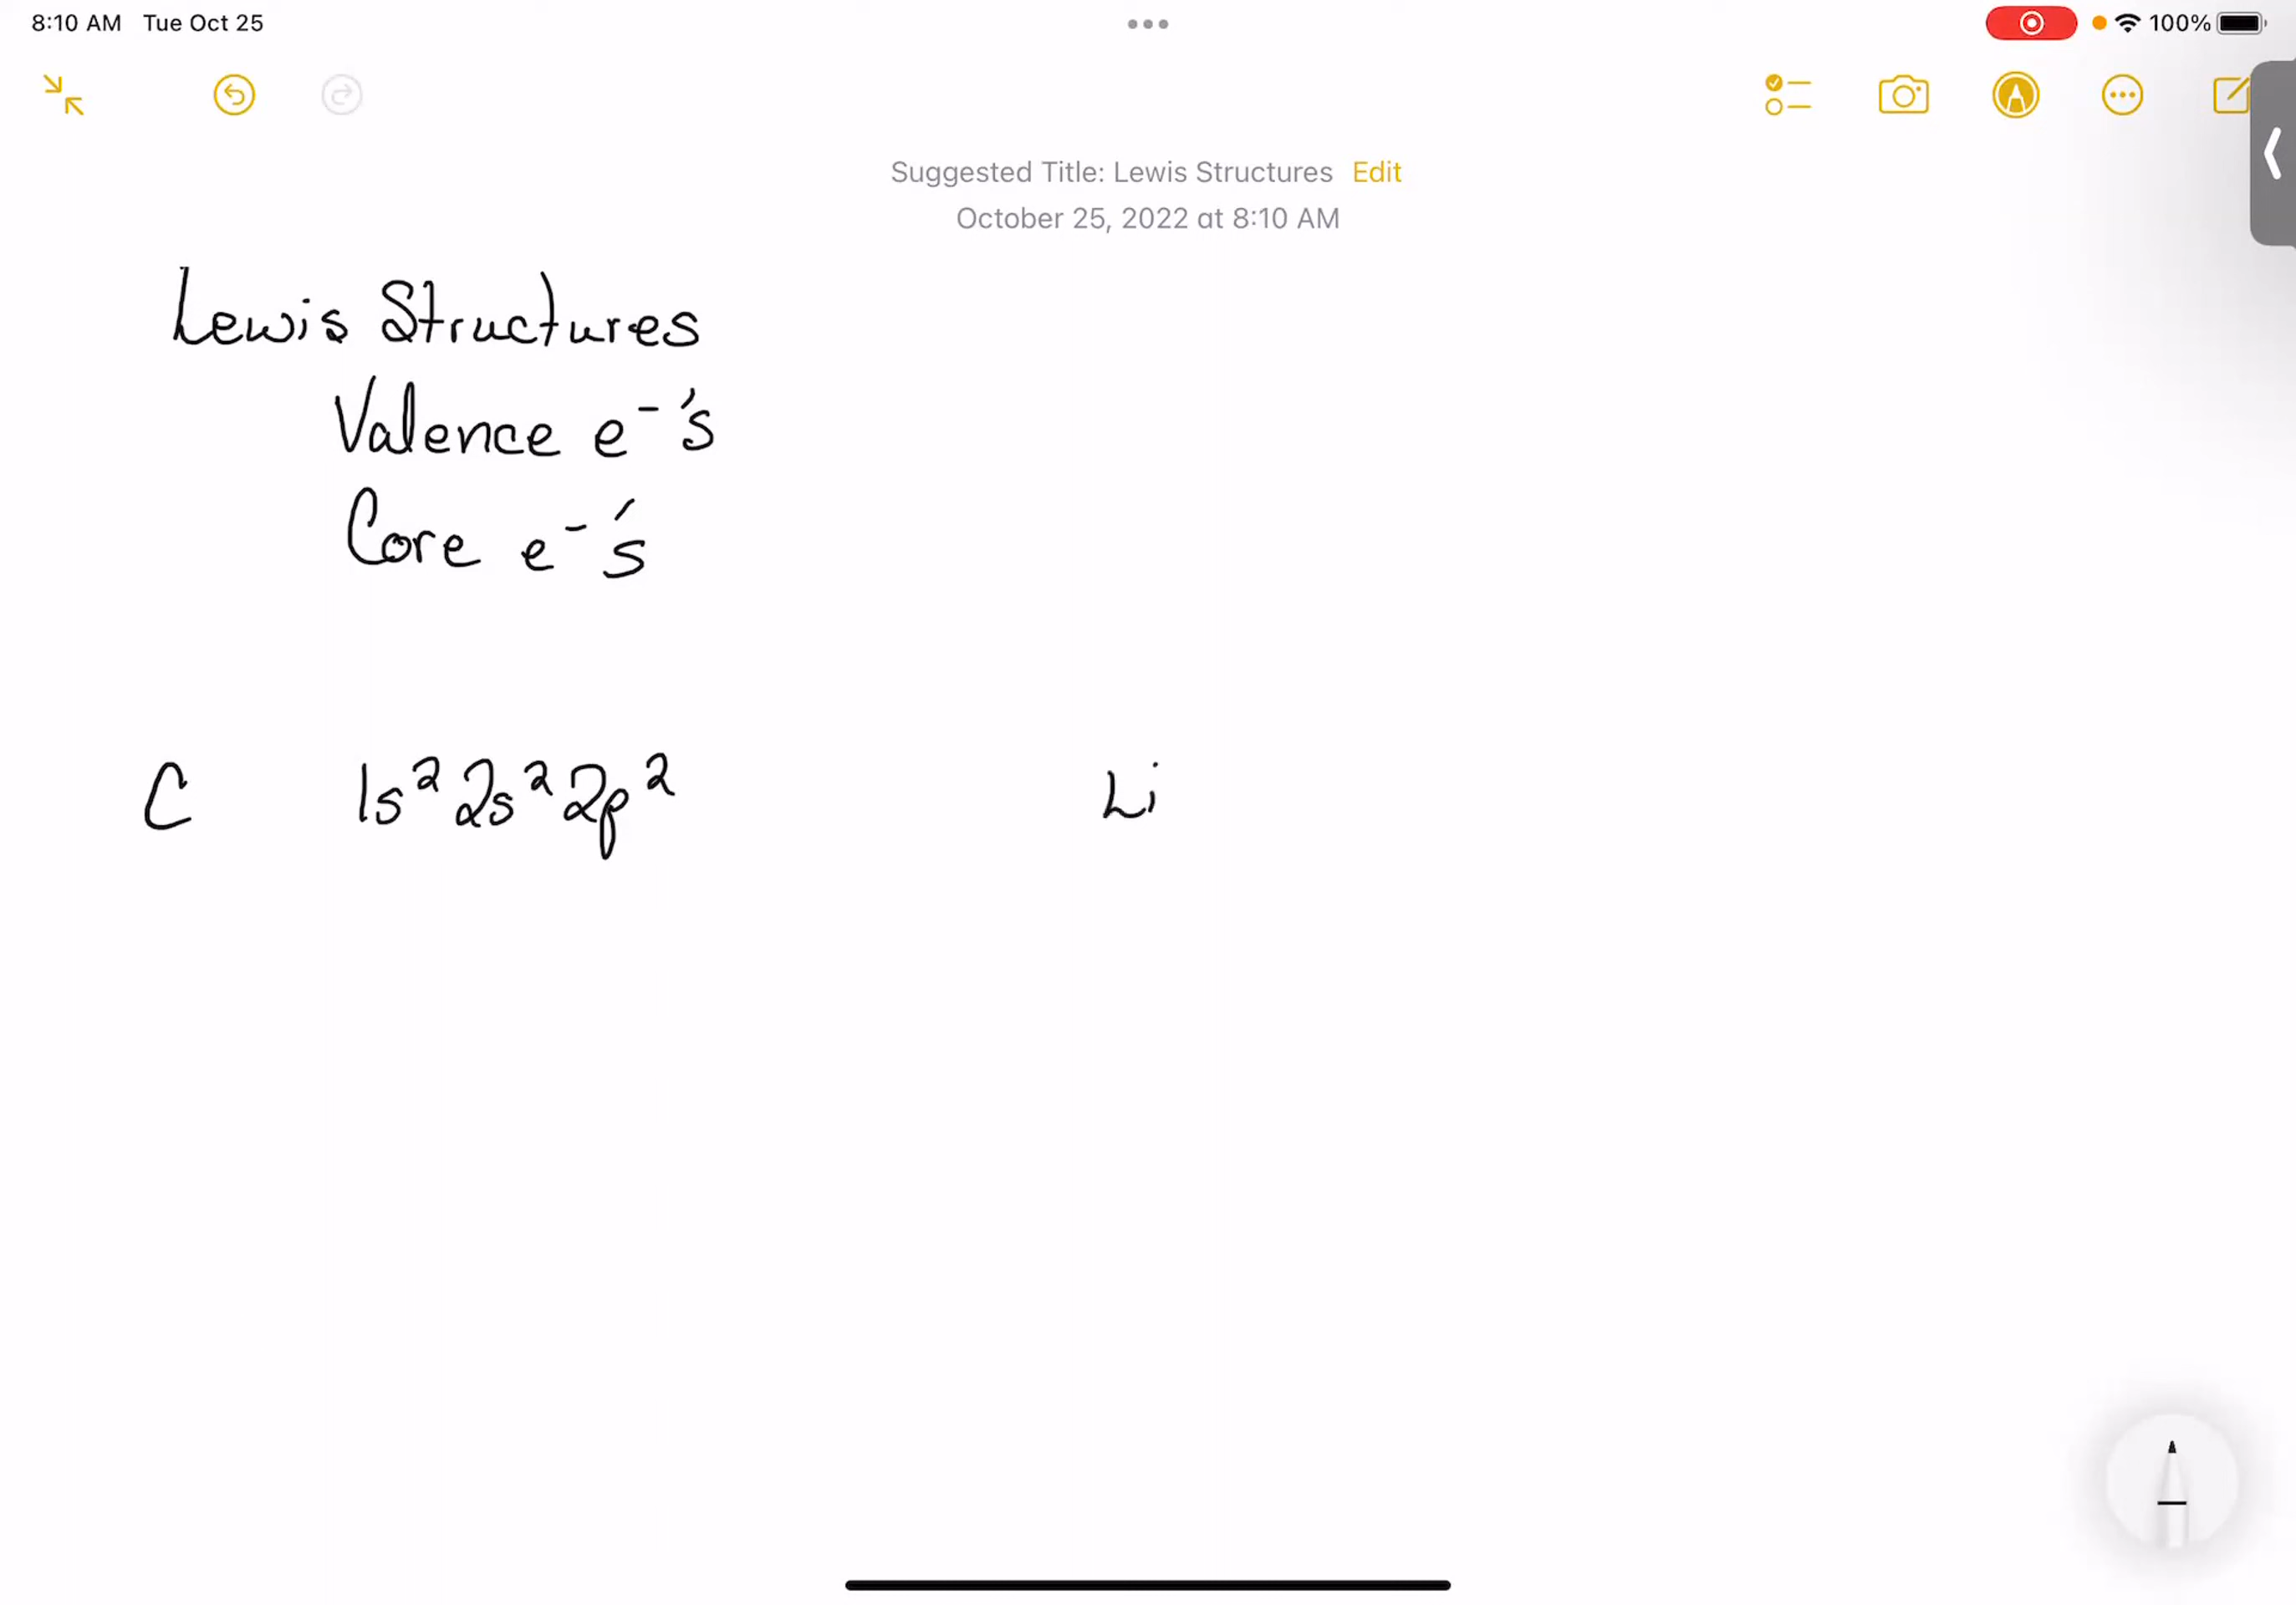 8:10 AM Tue Oct 25 100%
Suggested Title: Lewis Structures Edit
October 25, 2022 at 8:10 AM
Lewis Structures
Valence e⁻'s
Core e⁻'s
C 1s² 2s² 2p² Li